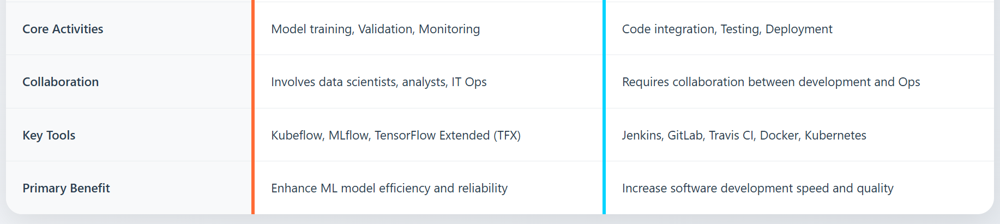 Core Activities
Model training, Validation, Monitoring
Code integration, Testing, Deployment
Collaboration
Involves data scientists, analysts, IT Ops
Requires collaboration between development and Ops
Key Tools
Kubeflow, MLflow, TensorFlow Extended (TFX)
Jenkins, GitLab, Travis CI, Docker, Kubernetes
Primary Benefit
Enhance ML model efficiency and reliability
Increase software development speed and quality